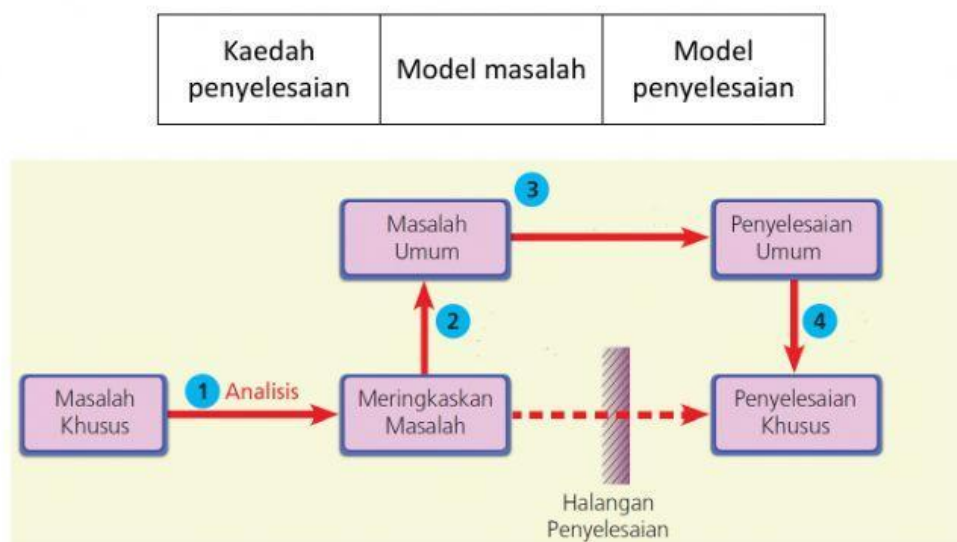 Kaedah
penyelesaian
Model masalah
Model
penyelesaian
3
Masalah
Umum
Penyelesaian
Umum
2
4
1 Analisis
Masalah
Khusus
Meringkaskan
Masalah
Penyelesaian
Khusus
Halangan
Penyelesaian